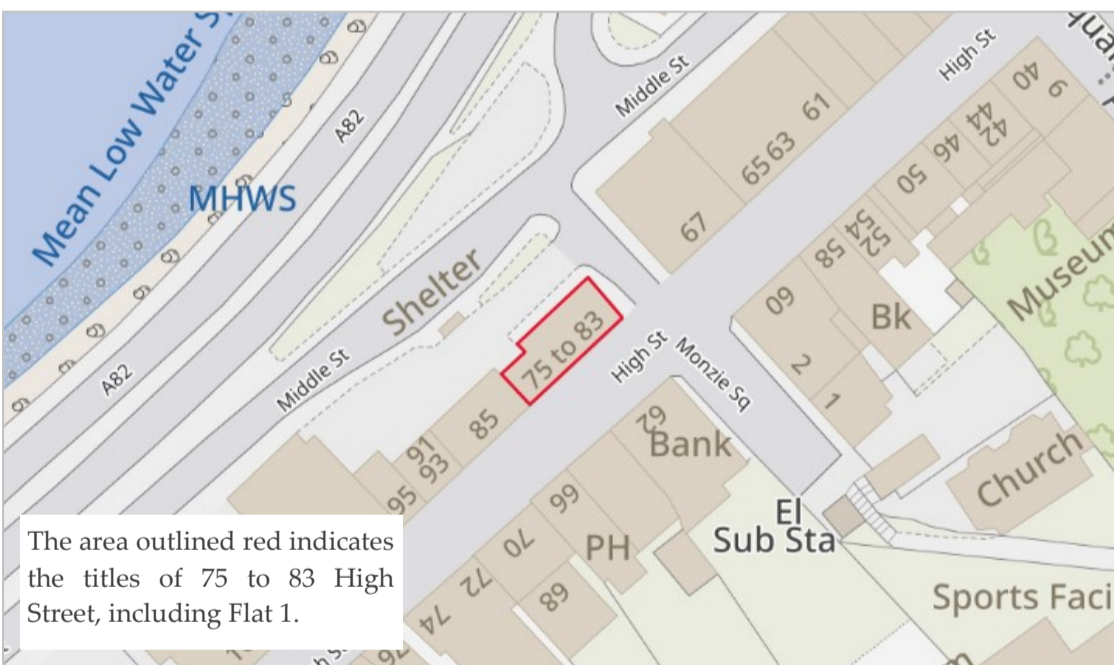 Mean Low Water S
MHWS
A82
A82
Shelter
Middle St
Middle St
High St
61
65 63
67
75 to 83
High St
Monzie Sq
85
91
93
95
40
9
42
44
46
50
52
54
58
60
2
1
Bk
Museum
62
Bank
66
PH
70
68
72
74
76
El
Sub Sta
Church
Sports Faci
The area outlined red indicates
the titles of 75 to 83 High
Street, including Flat 1.